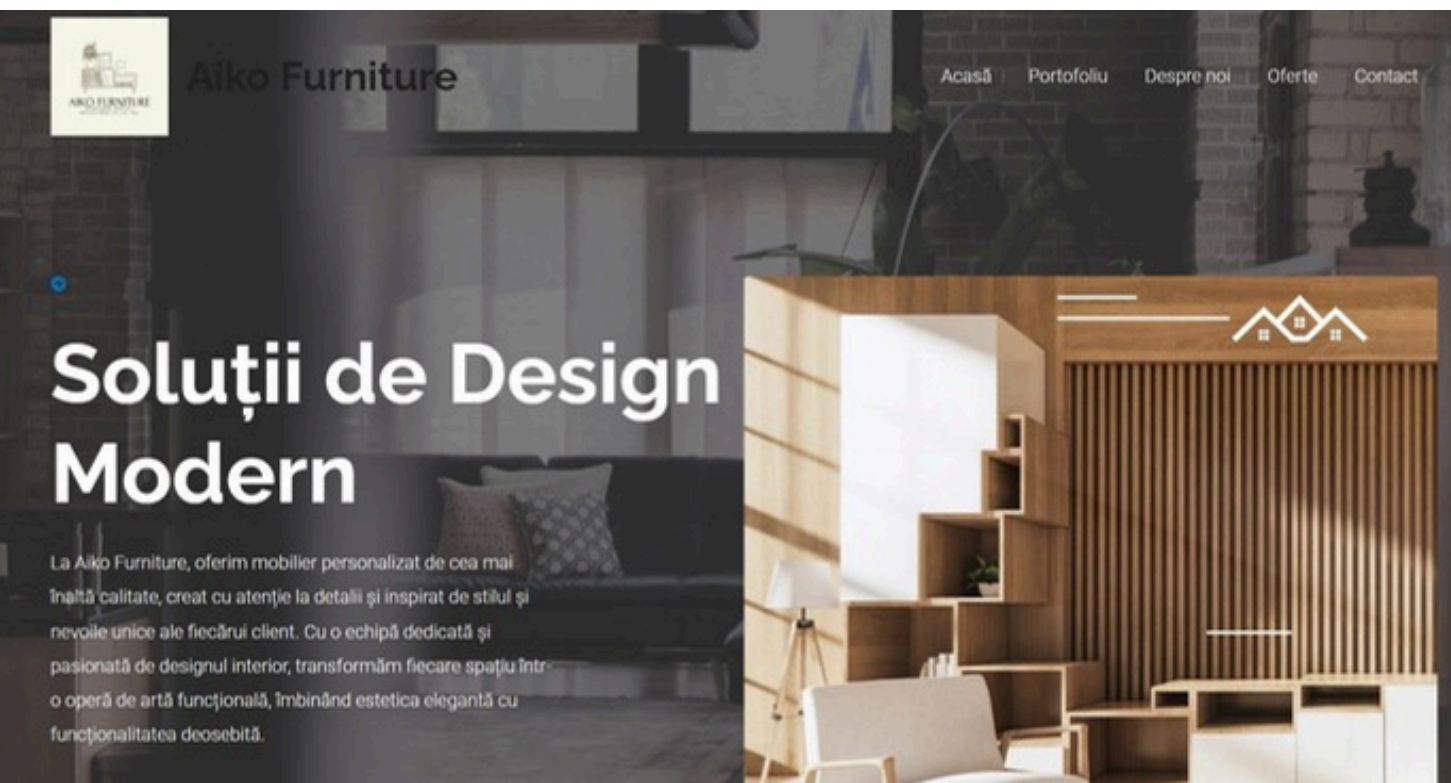 AIKO FURNITURE
Aiko Furniture
Acasă
Portofoliu
Despre noi
Oferte
Contact
Soluții de Design
Modern
La Aiko Furniture, oferim mobilier personalizat de cea mai
înaltă calitate, creat cu atenție la detalii și inspirat de stilul și
nevoile unice ale fiecărui client. Cu o echipă dedicată și
pasionată de designul interior, transformăm fiecare spațiu într-
o operă de artă funcțională, îmbinând estetica elegantă cu
funcționalitatea deosebită.